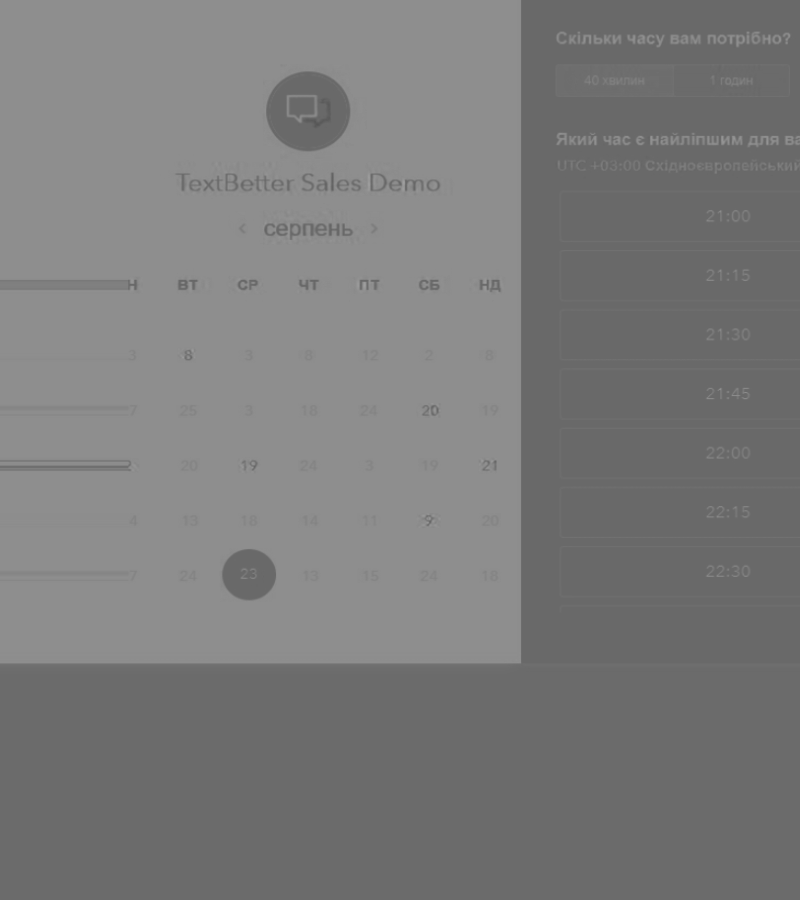 TextBetter Sales Demo
‹ серпень ›
Н ВТ СР ЧТ ПТ СБ НД
3 8 3 8 12 2 8
7 25 3 18 24 20 19
20 19 24 3 19 21
4 13 18 14 11 9 20
7 24 23 13 15 24 18
Скільки часу вам потрібно?
40 хвилин 1 годин
Який час є найліпшим для ва
UTC +03:00 Східноєвропейський
21:00
21:15
21:30
21:45
22:00
22:15
22:30